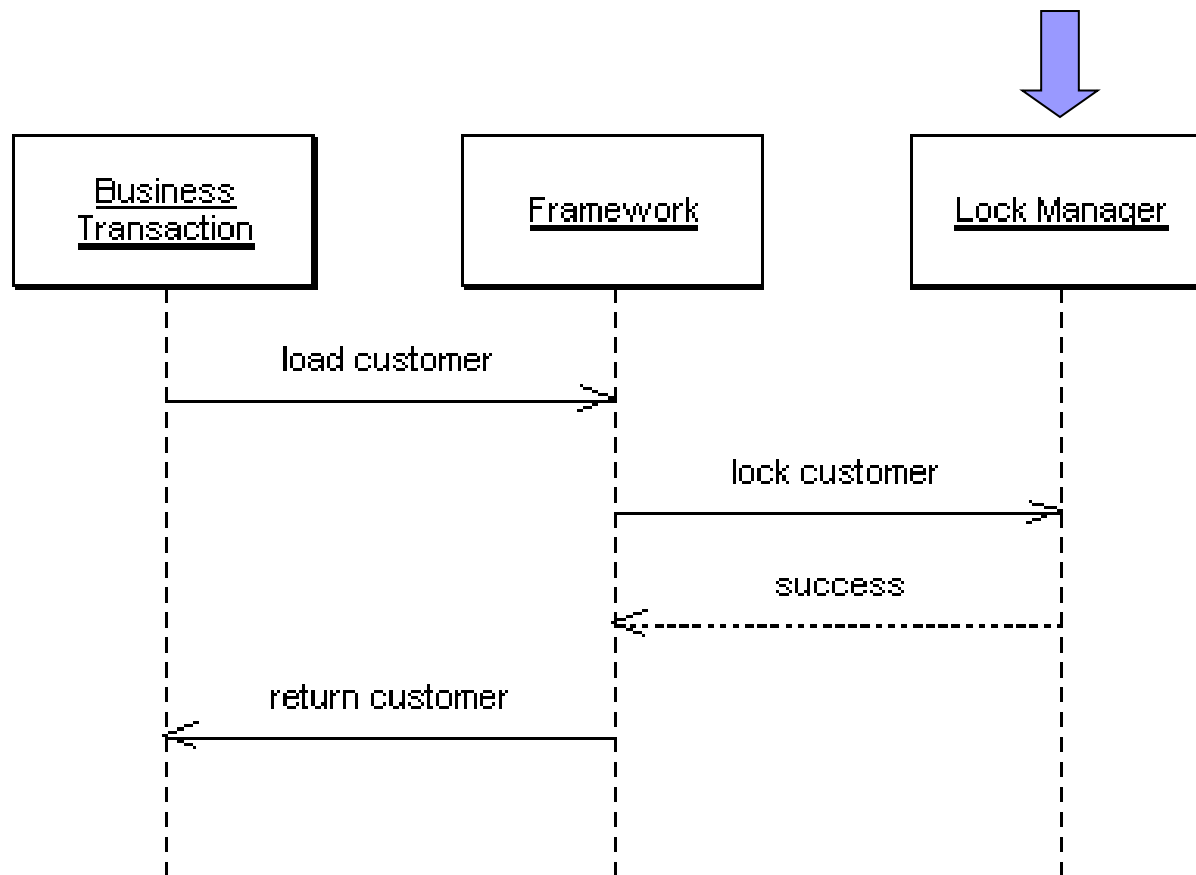 Business
Transaction
Framework
Lock Manager
load customer
lock customer
success
return customer